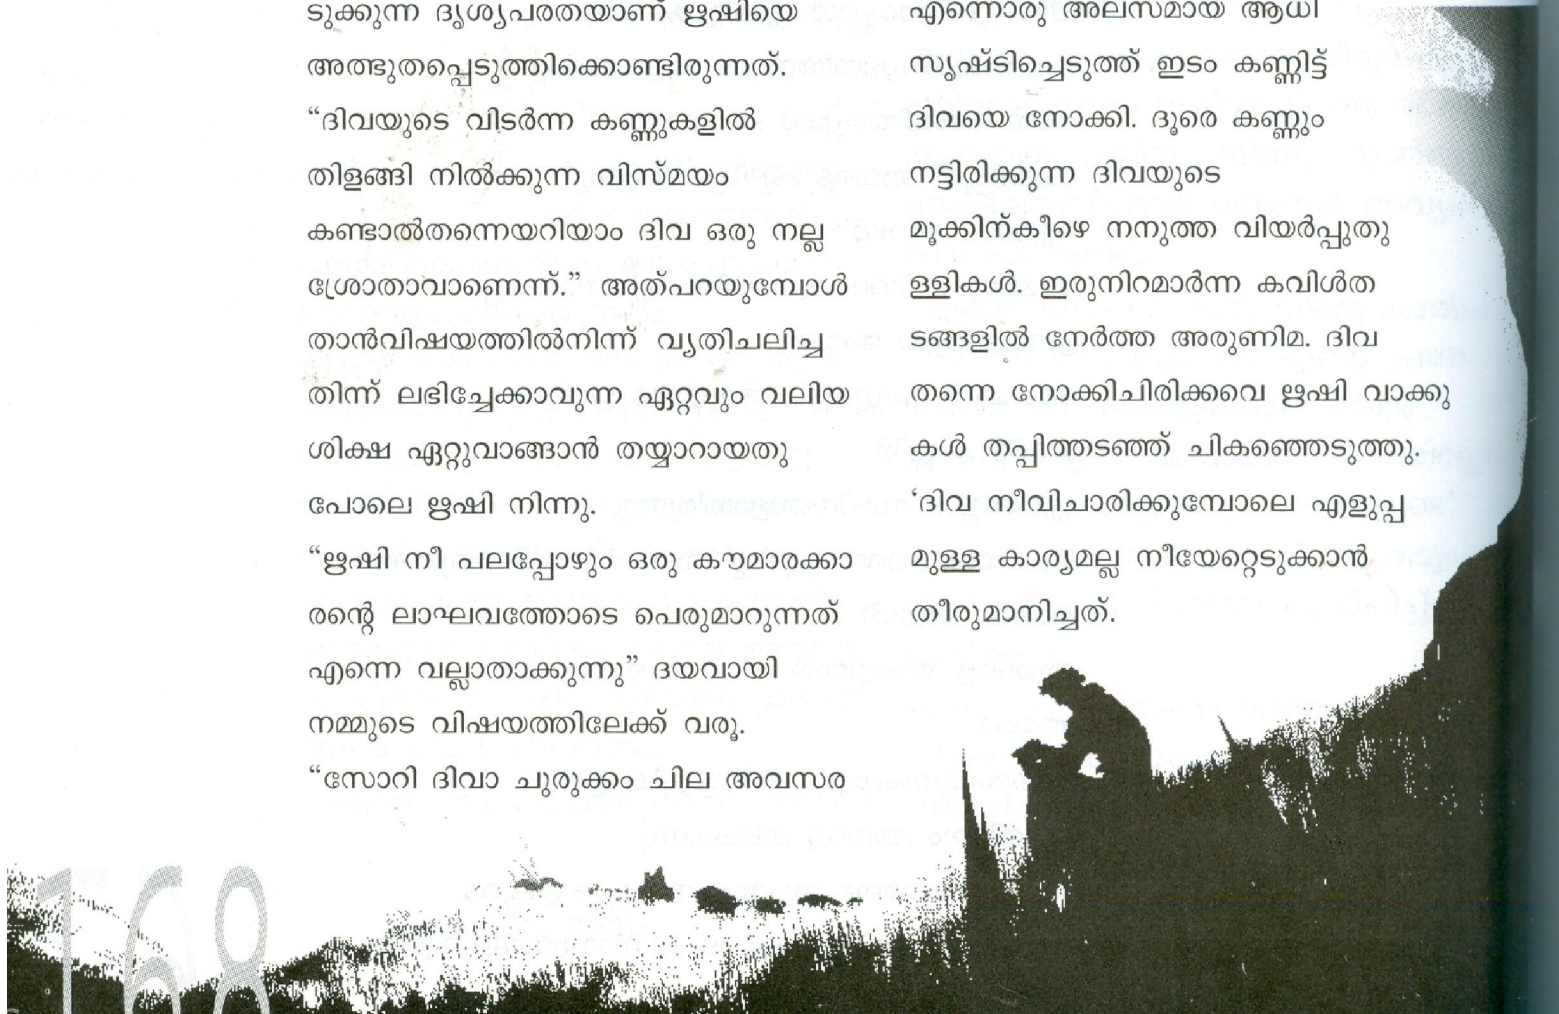 ടുക്കുന്ന ദൃശ്യപരതയാണ് ഋഷിയെ
അത്ഭുതപ്പെടുത്തിക്കൊണ്ടിരുന്നത്.
“ദിവയുടെ വിടർന്ന കണ്ണുകളിൽ
തിളങ്ങി നിൽക്കുന്ന വിസ്മയം
കണ്ടാൽതന്നെയറിയാം ദിവ ഒരു നല്ല
ശ്രോതാവാണെന്ന്.” അത്പറയുമ്പോൾ
താൻവിഷയത്തിൽനിന്ന് വ്യതിചലിച്ച
തിന്ന് ലഭിച്ചേക്കാവുന്ന ഏറ്റവും വലിയ
ശിക്ഷ ഏറ്റുവാങ്ങാൻ തയ്യാറായതു
പോലെ ഋഷി നിന്നു.
“ഋഷി നീ പലപ്പോഴും ഒരു കൗമാരക്കാ
രന്റെ ലാഘവത്തോടെ പെരുമാറുന്നത്
എന്നെ വല്ലാതാക്കുന്നു” ദയവായി
നമ്മുടെ വിഷയത്തിലേക്ക് വരൂ.
“സോറി ദിവാ ചുരുക്കം ചില അവസര
എന്നൊരു അലസമായ ആധി
സൃഷ്ടിച്ചെടുത്ത് ഇടം കണ്ണിട്ട്
ദിവയെ നോക്കി. ദൂരെ കണ്ണും
നട്ടിരിക്കുന്ന ദിവയുടെ
മൂക്കിന്കീഴെ നനുത്ത വിയർപ്പുതു
ള്ളികൾ. ഇരുനിറമാർന്ന കവിൾത
ടങ്ങളിൽ നേർത്ത അരുണിമ. ദിവ
തന്നെ നോക്കിചിരിക്കവെ ഋഷി വാക്കു
കൾ തപ്പിത്തടഞ്ഞ് ചികഞ്ഞെടുത്തു.
‘ദിവ നീവിചാരിക്കുമ്പോലെ എളുപ്പ
മുള്ള കാര്യമല്ല നീയേറ്റെടുക്കാൻ
തീരുമാനിച്ചത്.
168